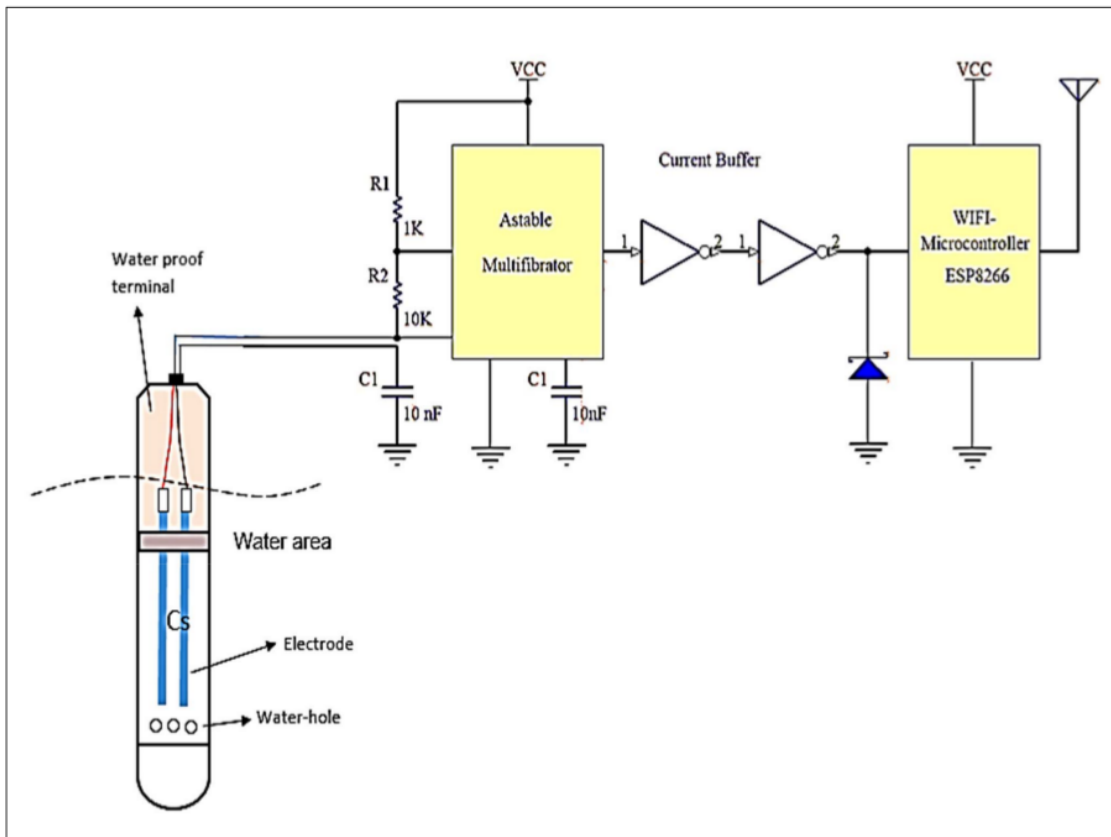 VCC
VCC
Current Buffer
R1
1K
Astable
Multifibrator
1
2
1
2
WIFI-
Microcontroller
ESP8266
R2
10K
Water proof
terminal
C1
10 nF
C1
10nF
Water area
Cs
Electrode
Water-hole